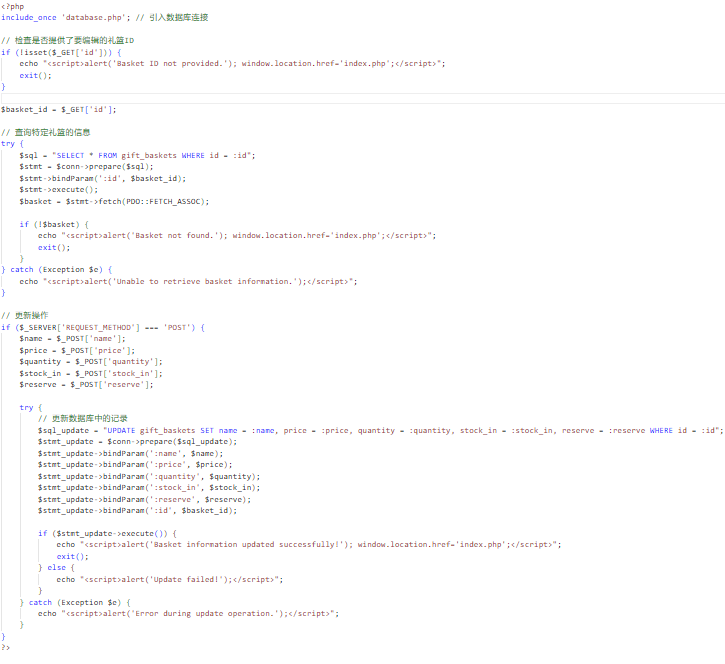 <?php
include_once 'database.php'; // 引入数据库连接
// 检查是否提供了要编辑的礼篮ID
if (!isset($_GET['id'])) {
echo "<script>alert('Basket ID not provided.'); window.location.href='index.php';</script>";
exit();
}
$basket_id = $_GET['id'];
// 查询特定礼篮的信息
try {
$sql = "SELECT * FROM gift_baskets WHERE id = :id";
$stmt = $conn->prepare($sql);
$stmt->bindParam(':id', $basket_id);
$stmt->execute();
$basket = $stmt->fetch(PDO::FETCH_ASSOC);
if (!$basket) {
echo "<script>alert('Basket not found.'); window.location.href='index.php';</script>";
exit();
}
} catch (Exception $e) {
echo "<script>alert('Unable to retrieve basket information.');</script>";
}
// 更新操作
if ($_SERVER['REQUEST_METHOD'] === 'POST') {
$name = $_POST['name'];
$price = $_POST['price'];
$quantity = $_POST['quantity'];
$stock_in = $_POST['stock_in'];
$reserve = $_POST['reserve'];
try {
// 更新数据库中的记录
$sql_update = "UPDATE gift_baskets SET name = :name, price = :price, quantity = :quantity, stock_in = :stock_in, reserve = :reserve WHERE id = :id";
$stmt_update = $conn->prepare($sql_update);
$stmt_update->bindParam(':name', $name);
$stmt_update->bindParam(':price', $price);
$stmt_update->bindParam(':quantity', $quantity);
$stmt_update->bindParam(':stock_in', $stock_in);
$stmt_update->bindParam(':reserve', $reserve);
$stmt_update->bindParam(':id', $basket_id);
if ($stmt_update->execute()) {
echo "<script>alert('Basket information updated successfully!'); window.location.href='index.php';</script>";
exit();
} else {
echo "<script>alert('Update failed!');</script>";
}
} catch (Exception $e) {
echo "<script>alert('Error during update operation.');</script>";
}
}
?>